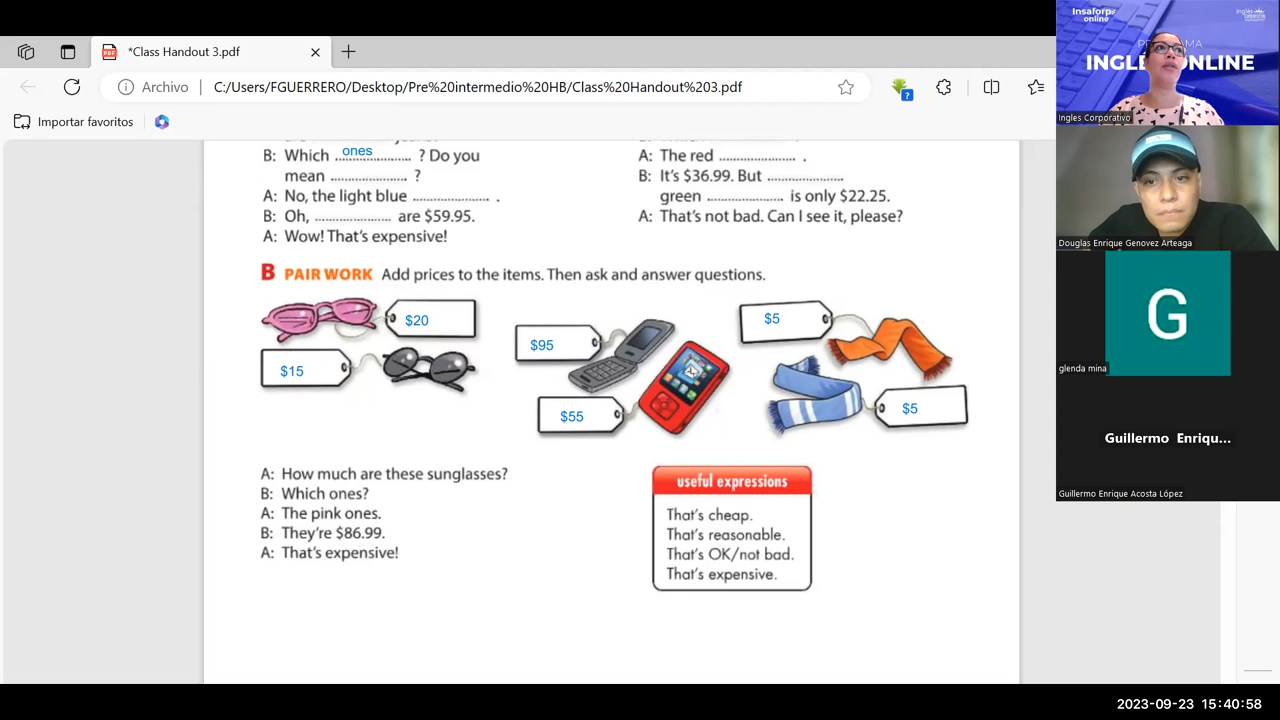 *Class Handout 3.pdf
Archivo
C:/Users/FGUERRERO/Desktop/Pre%20intermedio%20HB/Class%20Handout%203.pdf
Importar favoritos
B: Which ones ? Do you
mean .................... ?
A: No, the light blue .................... .
B: Oh, .................... are $59.95.
A: Wow! That's expensive!
A: The red .................... .
B: It's $36.99. But ....................
green .................... is only $22.25.
A: That's not bad. Can I see it, please?
B PAIR WORK Add prices to the items. Then ask and answer questions.
$20
$15
$95
$55
$5
$5
A: How much are these sunglasses?
B: Which ones?
A: The pink ones.
B: They're $86.99.
A: That's expensive!
useful expressions
That's cheap.
That's reasonable.
That's OK/not bad.
That's expensive.
Insaforp
online
INGLÉS ONLINE
Ingles Corporativo
Douglas Enrique Genovez Arteaga
G
glenda mina
Guillermo Enriqu...
Guillermo Enrique Acosta López
2023-09-23 15:40:58